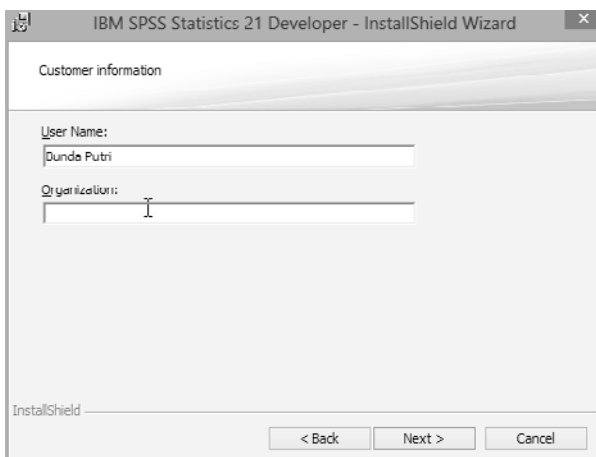 IBM SPSS Statistics 21 Developer - InstallShield Wizard
Customer information
User Name:
Dunda Putri
Organization:
InstallShield
< Back
Next >
Cancel